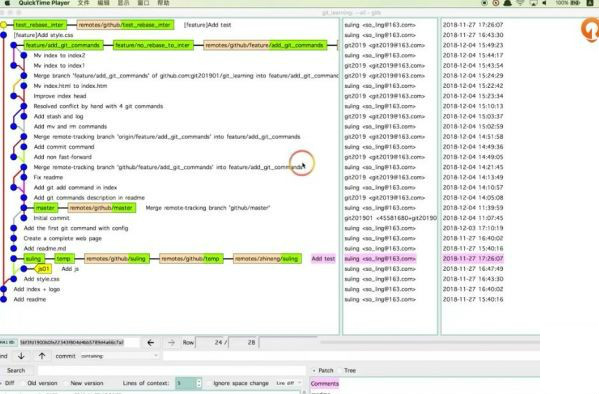 QuickTime Player 文件 编辑 显示 窗口 帮助 100%
git_learning: --all - gitk
test_rebase_inter remotes/github/test_rebase_inter [feature]Add test suling <so_ling@163.com> 2018-11-27 17:26:07
[feature]Add style.css suling <so_ling@163.com> 2018-11-27 16:43:30
feature/add_git_commands feature/no_rebase_to_inter remotes/github/feature/add_git_commands git2019 <git2019@163.com> 2018-12-04 15:49:23
Mv index to index2 suling <so_ling@163.com> 2018-12-04 15:44:17
Mv index to index1 git2019 <git2019@163.com> 2018-12-04 15:43:54
Merge branch 'feature/add_git_commands' of github.com:git201901/git_learning into feature/add_git_command suling <so_ling@163.com> 2018-12-04 15:24:29
Mv index.html to index.htm git2019 <git2019@163.com> 2018-12-04 15:22:42
Improve index head suling <so_ling@163.com> 2018-12-04 15:23:34
Resolved conflict by hand with 4 git commands suling <so_ling@163.com> 2018-12-04 15:10:13
Add stash and log git2019 <git2019@163.com> 2018-12-04 15:03:37
Add mv and rm commands suling <so_ling@163.com> 2018-12-04 15:02:59
Merge remote-tracking branch 'origin/feature/add_git_commands' into feature/add_git_commands git2019 <git2019@163.com> 2018-12-04 14:51:58
Add commit command git2019 <git2019@163.com> 2018-12-04 14:49:36
Add non fast-forward suling <so_ling@163.com> 2018-12-04 14:49:05
Merge remote-tracking branch 'github/feature/add_git_commands' into feature/add_git_commands suling <so_ling@163.com> 2018-12-04 14:21:45
Fix readme git2019 <git2019@163.com> 2018-12-04 14:13:19
Add git add command in index suling <so_ling@163.com> 2018-12-04 14:10:57
Add git commands description in readme git2019 <git2019@163.com> 2018-12-04 14:05:08
master remotes/github/master Merge remote-tracking branch 'github/master' suling <so_ling@163.com> 2018-12-04 11:39:59
Initial commit git201901 <45581680+git20190 2018-12-04 11:07:45
Add the first git command with config suling <so_ling@163.com> 2018-12-03 17:10:19
Create a complete web page suling <so_ling@163.com> 2018-11-27 16:40:02
Add readme.md suling <so_ling@163.com> 2018-11-27 15:40:16
suling temp remotes/github/suling remotes/github/temp remotes/zhineng/suling Add test suling <so_ling@163.com> 2018-11-27 17:26:07
js01 Add js suling <so_ling@163.com> 2018-11-27 16:47:49
Add style.css suling <so_ling@163.com> 2018-11-27 16:43:30
Add index + logo suling <so_ling@163.com> 2018-11-27 16:40:02
Add readme suling <so_ling@163.com> 2018-11-27 15:40:16
Row 24 / 28
ind commit containing:
Search Patch Tree
Diff Old version New version Lines of context: 3 Ignore space change Line diff Comments